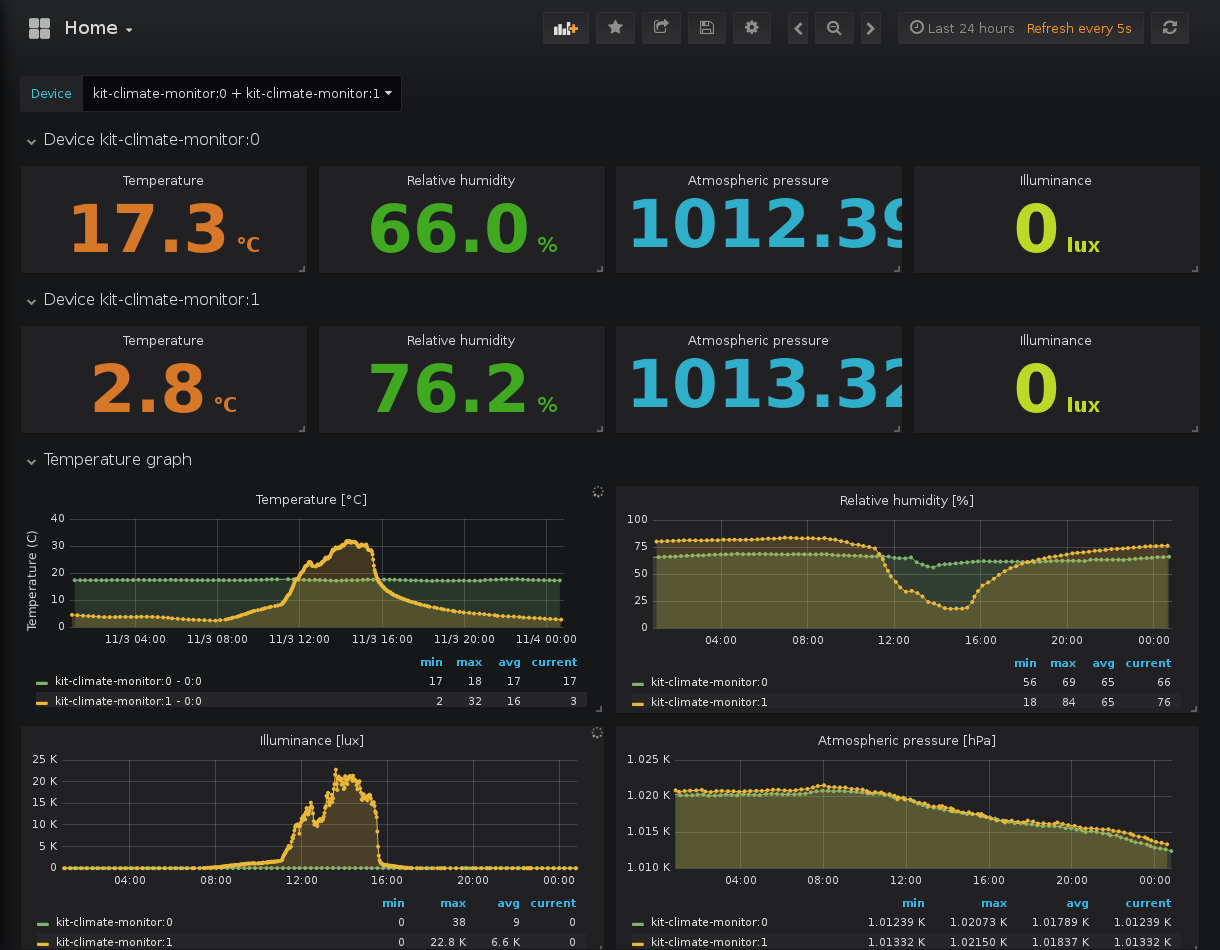 Home
Last 24 hours Refresh every 5s
Device kit-climate-monitor:0 + kit-climate-monitor:1
Device kit-climate-monitor:0
Temperature Relative humidity Atmospheric pressure Illuminance
17.3 °C 66.0 % 1012.39 0 lux
Device kit-climate-monitor:1
Temperature Relative humidity Atmospheric pressure Illuminance
2.8 °C 76.2 % 1013.32 0 lux
Temperature graph
Temperature [°C]
Temperature (C)
40
30
20
10
0
11/3 04:00 11/3 08:00 11/3 12:00 11/3 16:00 11/3 20:00 11/4 00:00
min max avg current
kit-climate-monitor:0 - 0:0 17 18 17 17
kit-climate-monitor:1 - 0:0 2 32 16 3
Relative humidity [%]
100
75
50
25
0
04:00 08:00 12:00 16:00 20:00 00:00
min max avg current
kit-climate-monitor:0 56 69 65 66
kit-climate-monitor:1 18 84 65 76
Illuminance [lux]
25 K
20 K
15 K
10 K
5 K
0
04:00 08:00 12:00 16:00 20:00 00:00
min max avg current
kit-climate-monitor:0 0 38 9 0
kit-climate-monitor:1 0 22.8 K 6.6 K 0
Atmospheric pressure [hPa]
1.025 K
1.020 K
1.015 K
1.010 K
04:00 08:00 12:00 16:00 20:00 00:00
min max avg current
kit-climate-monitor:0 1.01239 K 1.02073 K 1.01789 K 1.01239 K
kit-climate-monitor:1 1.01332 K 1.02150 K 1.01837 K 1.01332 K